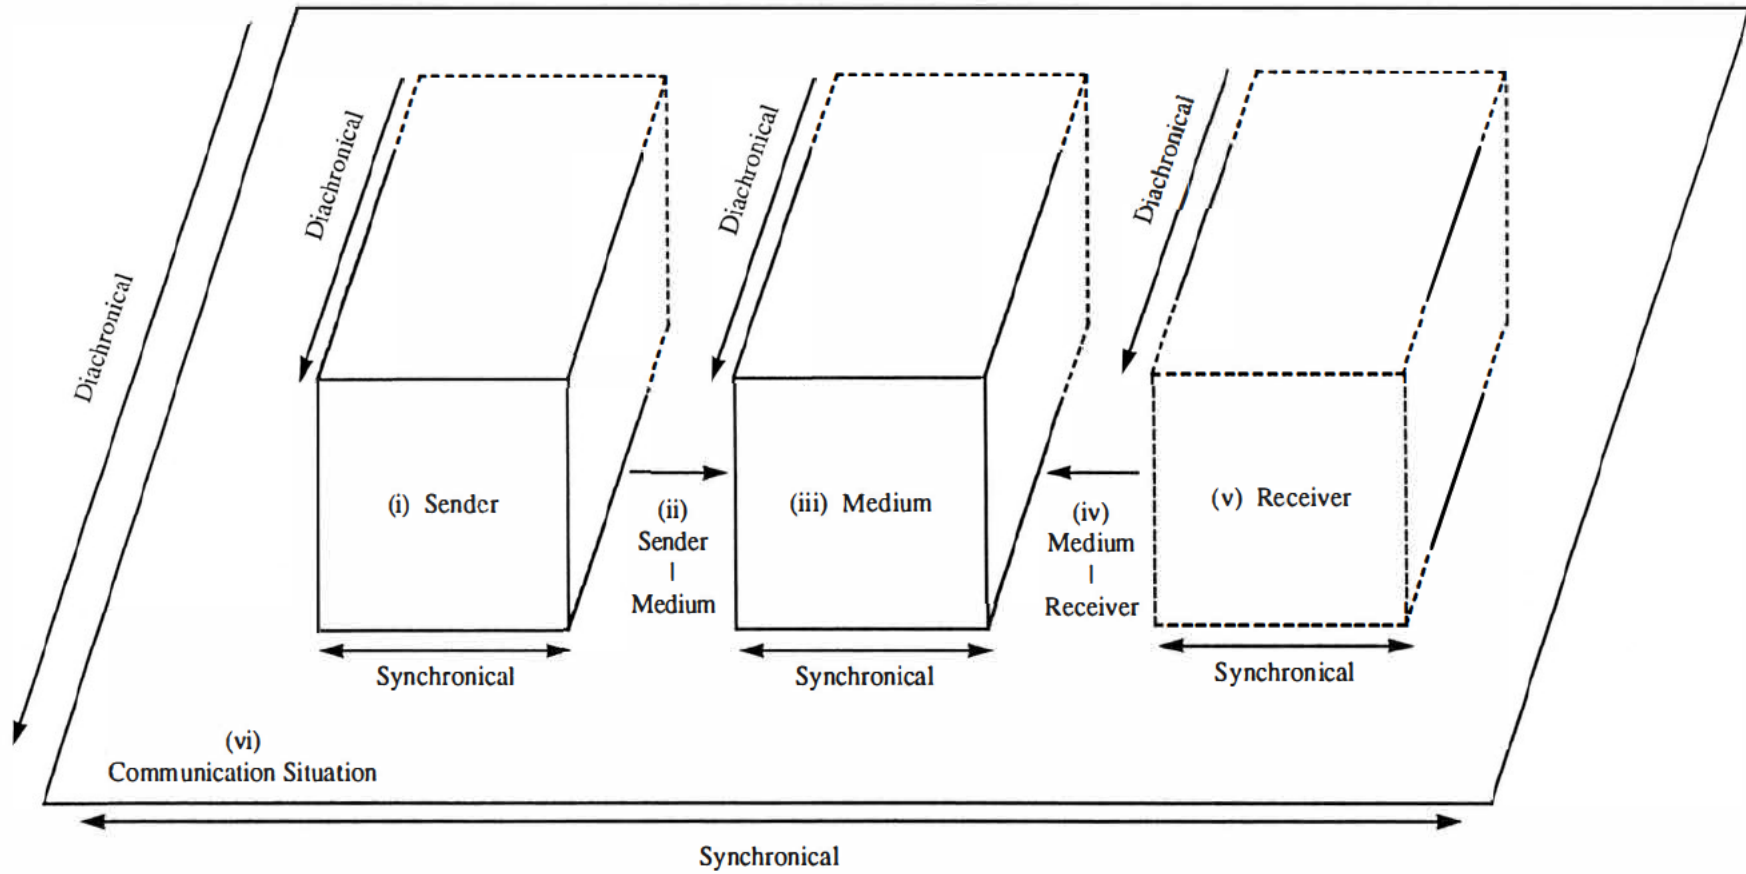 Diachronical
Diachronical
Diachronical
Diachronical
(i) Sender
(ii)
Sender
|
Medium
(iii) Medium
(iv)
Medium
|
Receiver
(v) Receiver
Synchronical
Synchronical
Synchronical
(vi)
Communication Situation
Synchronical